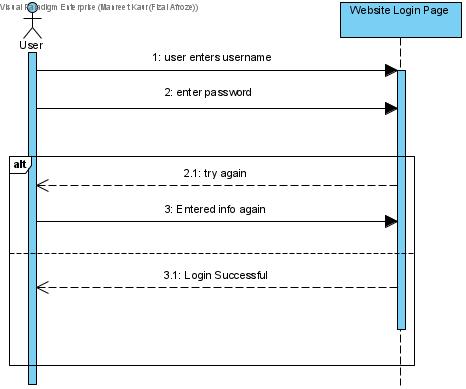 Visual Paradigm Enterprise (Manreet Kaur(Fizal Afroze))
Website Login Page
User
1: user enters username
2: enter password
alt
2.1: try again
3: Entered info again
3.1: Login Successful